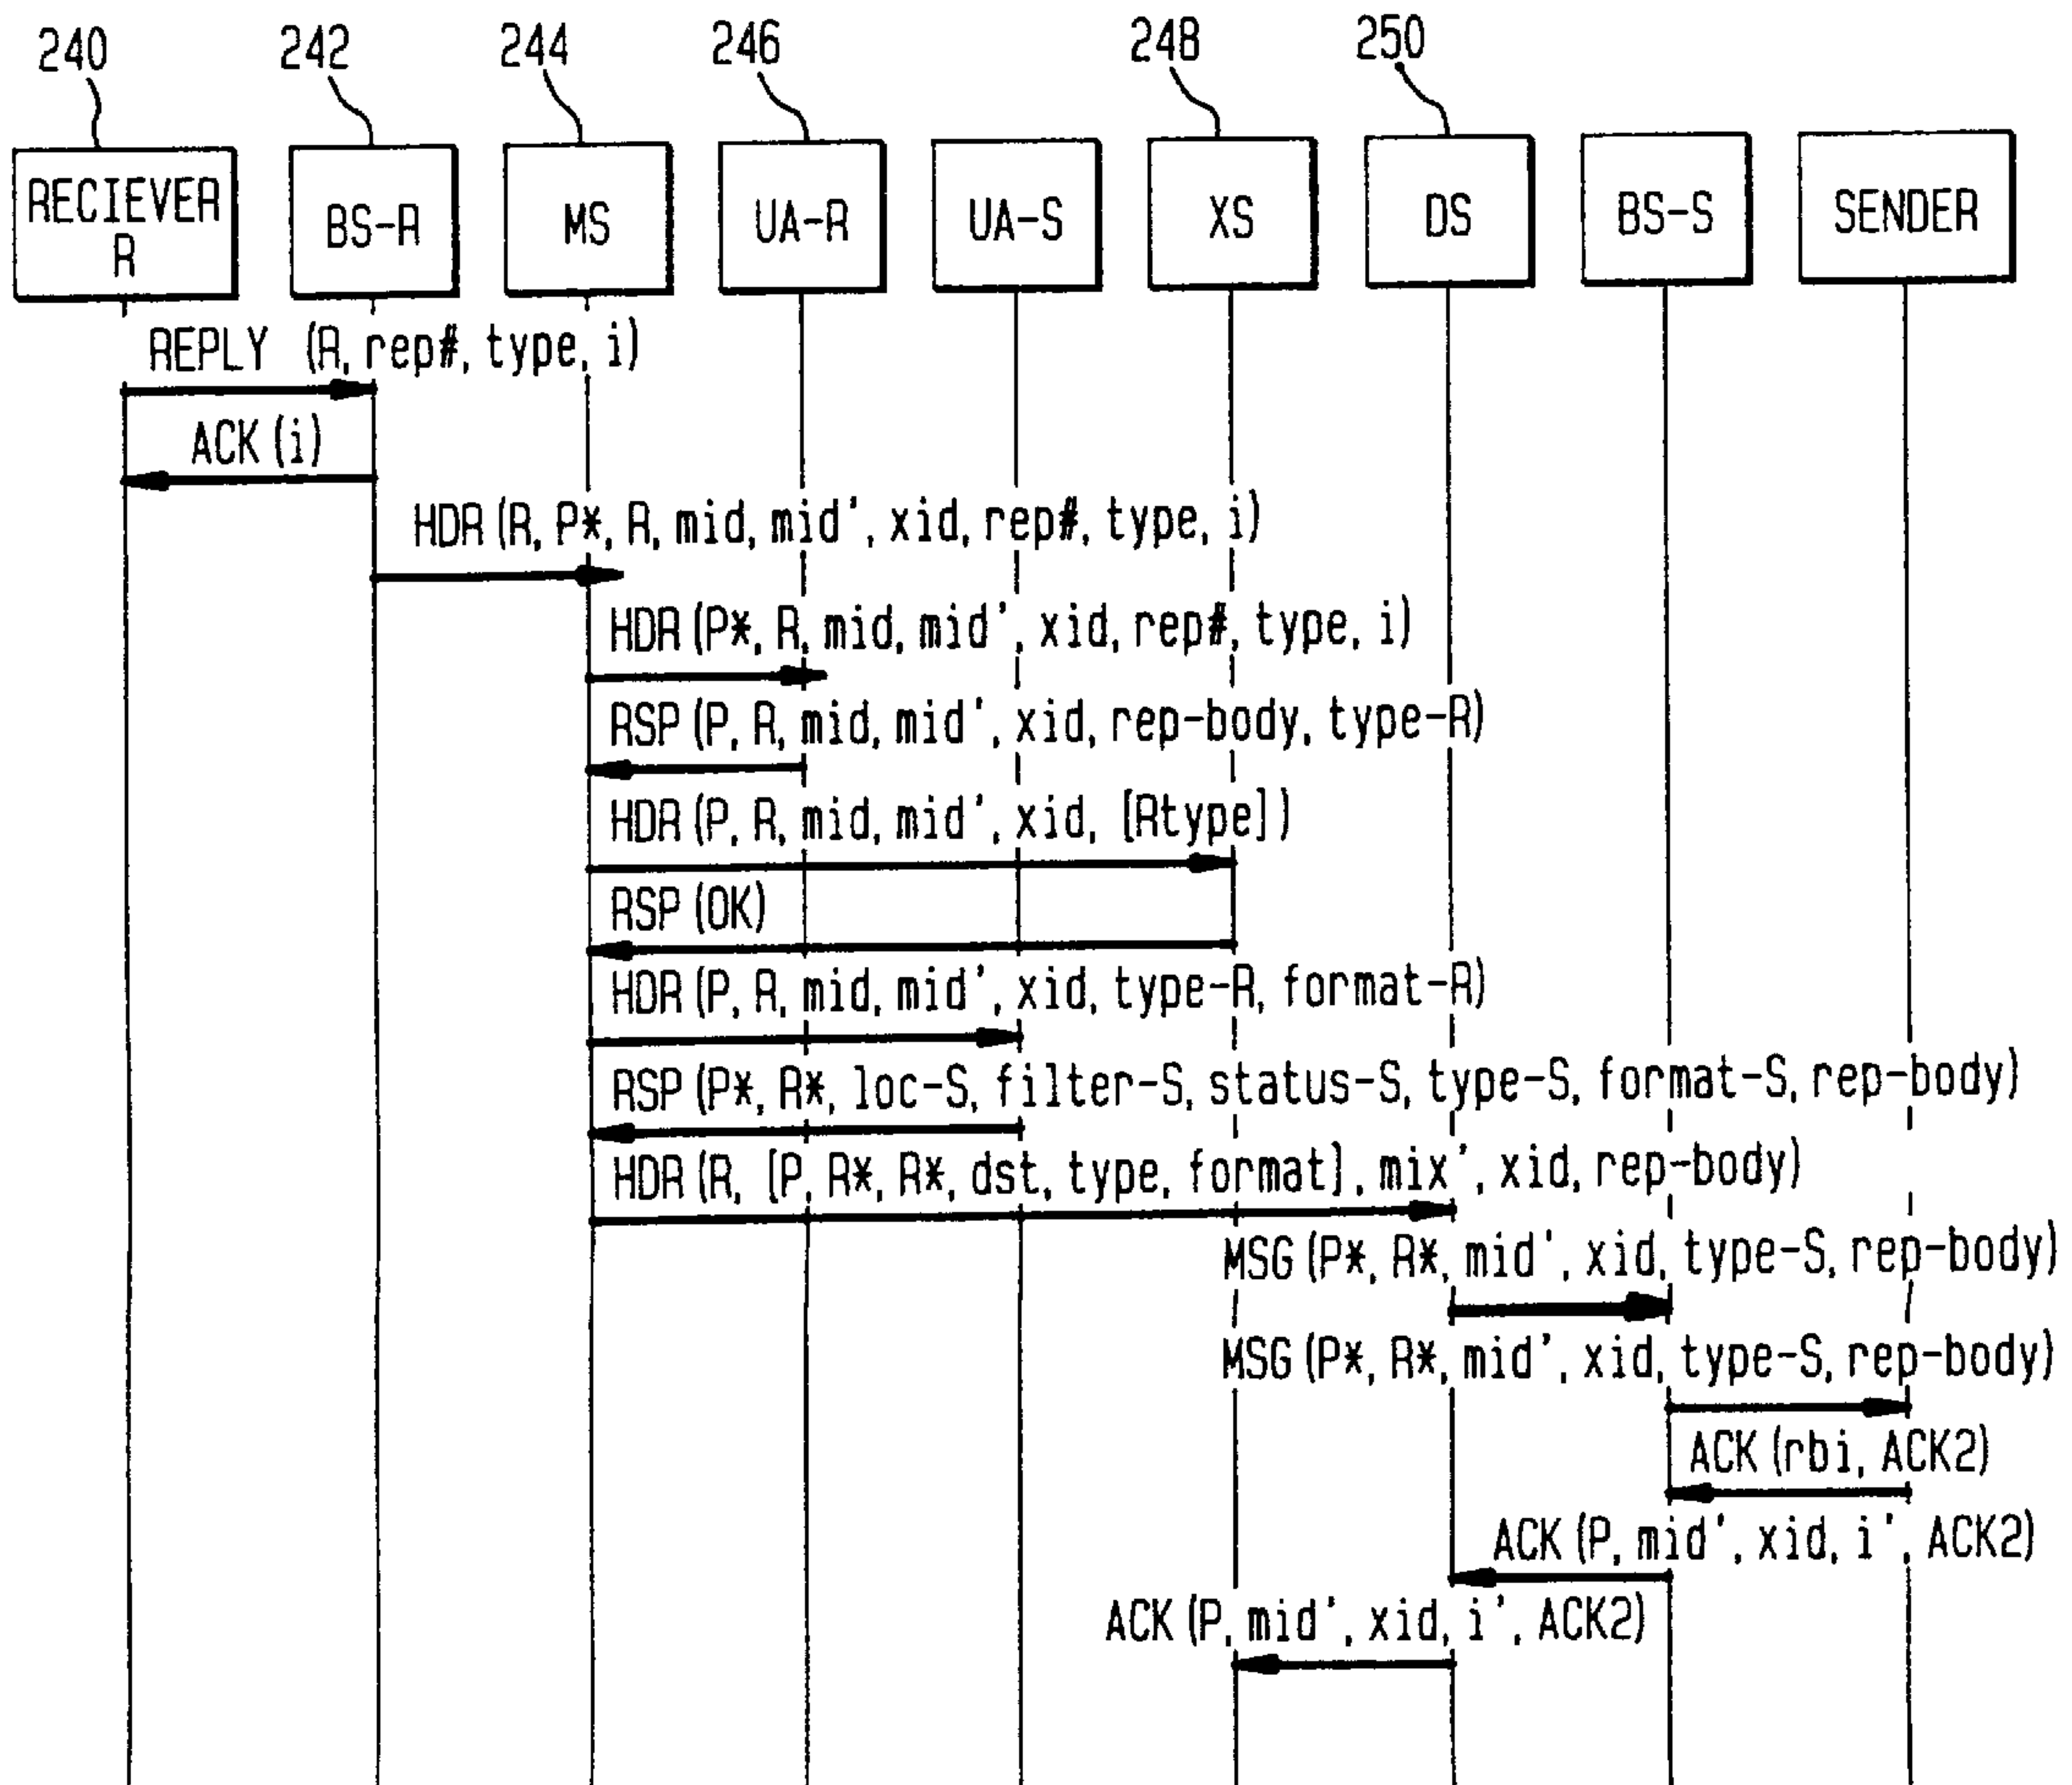 240 242 244 246 248 250
RECIEVER R BS-R MS UA-R UA-S XS DS BS-S SENDER
REPLY (R, rep#, type, i)
ACK (i)
HDR (R, P*, R, mid, mid', xid, rep#, type, i)
HDR (P*, R, mid, mid', xid, rep#, type, i)
RSP (P, R, mid, mid', xid, rep-body, type-R)
HDR (P, R, mid, mid', xid, [Rtype])
RSP (OK)
HDR (P, R, mid, mid', xid, type-R, format-R)
RSP (P*, R*, loc-S, filter-S, status-S, type-S, format-S, rep-body)
HDR (R, [P, R*, R*, dst, type, format], mix', xid, rep-body)
MSG (P*, R*, mid', xid, type-S, rep-body)
MSG (P*, R*, mid', xid, type-S, rep-body)
ACK (rbi, ACK2)
ACK (P, mid', xid, i', ACK2)
ACK (P, mid', xid, i', ACK2)